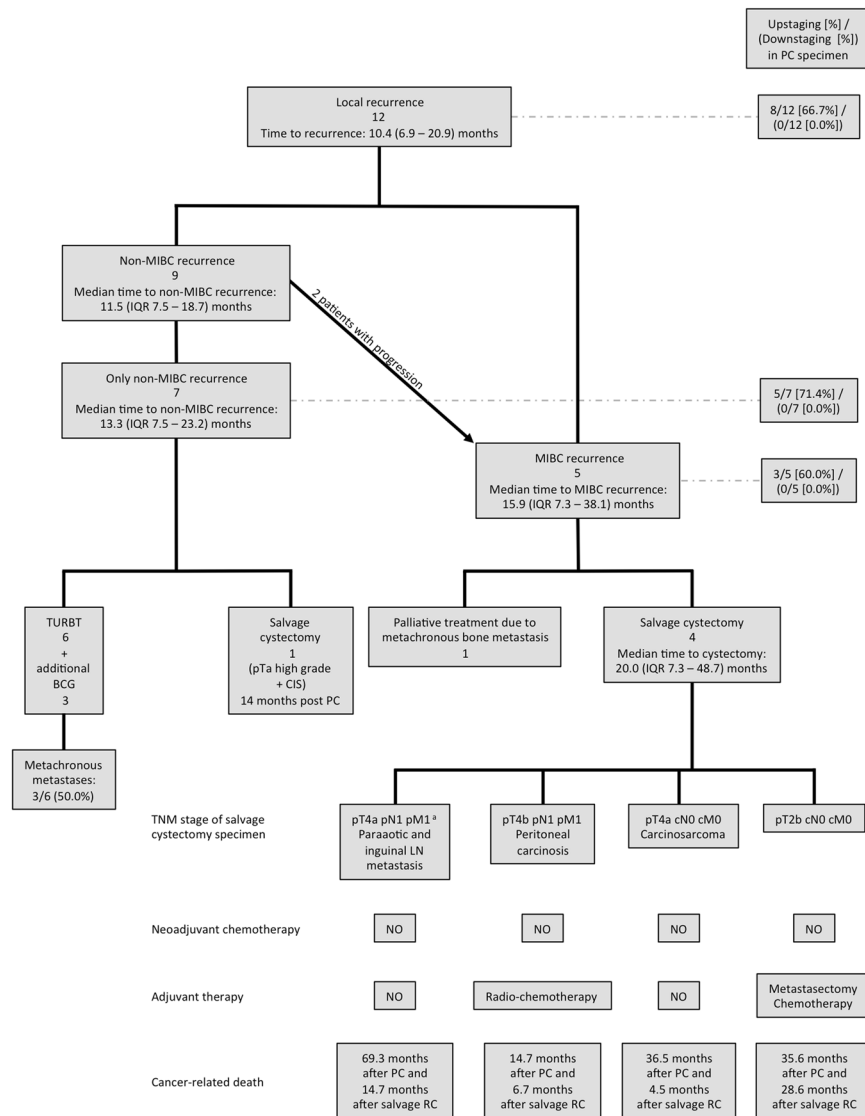 Upstaging [%] /
(Downstaging [%])
in PC specimen
Local recurrence
12
Time to recurrence: 10.4 (6.9 – 20.9) months
8/12 [66.7%] /
(0/12 [0.0%])
Non-MIBC recurrence
9
Median time to non-MIBC recurrence:
11.5 (IQR 7.5 – 18.7) months
2 patients with progression
Only non-MIBC recurrence
7
Median time to non-MIBC recurrence:
13.3 (IQR 7.5 – 23.2) months
5/7 [71.4%] /
(0/7 [0.0%])
MIBC recurrence
5
Median time to MIBC recurrence:
15.9 (IQR 7.3 – 38.1) months
3/5 [60.0%] /
(0/5 [0.0%])
TURBT
6
+
additional
BCG
3
Salvage
cystectomy
1
(pTa high grade
+ CIS)
14 months post PC
Palliative treatment due to
metachronous bone metastasis
1
Salvage cystectomy
4
Median time to cystectomy:
20.0 (IQR 7.3 – 48.7) months
Metachronous
metastases:
3/6 (50.0%)
TNM stage of salvage
cystectomy specimen
pT4a pN1 pM1 a
Paraaotic and
inguinal LN
metastasis
pT4b pN1 pM1
Peritoneal
carcinosis
pT4a cN0 cM0
Carcinosarcoma
pT2b cN0 cM0
Neoadjuvant chemotherapy
NO
NO
NO
NO
Adjuvant therapy
NO
Radio-chemotherapy
NO
Metastasectomy
Chemotherapy
Cancer-related death
69.3 months
after PC and
14.7 months
after salvage RC
14.7 months
after PC and
6.7 months
after salvage RC
36.5 months
after PC and
4.5 months
after salvage RC
35.6 months
after PC and
28.6 months
after salvage RC